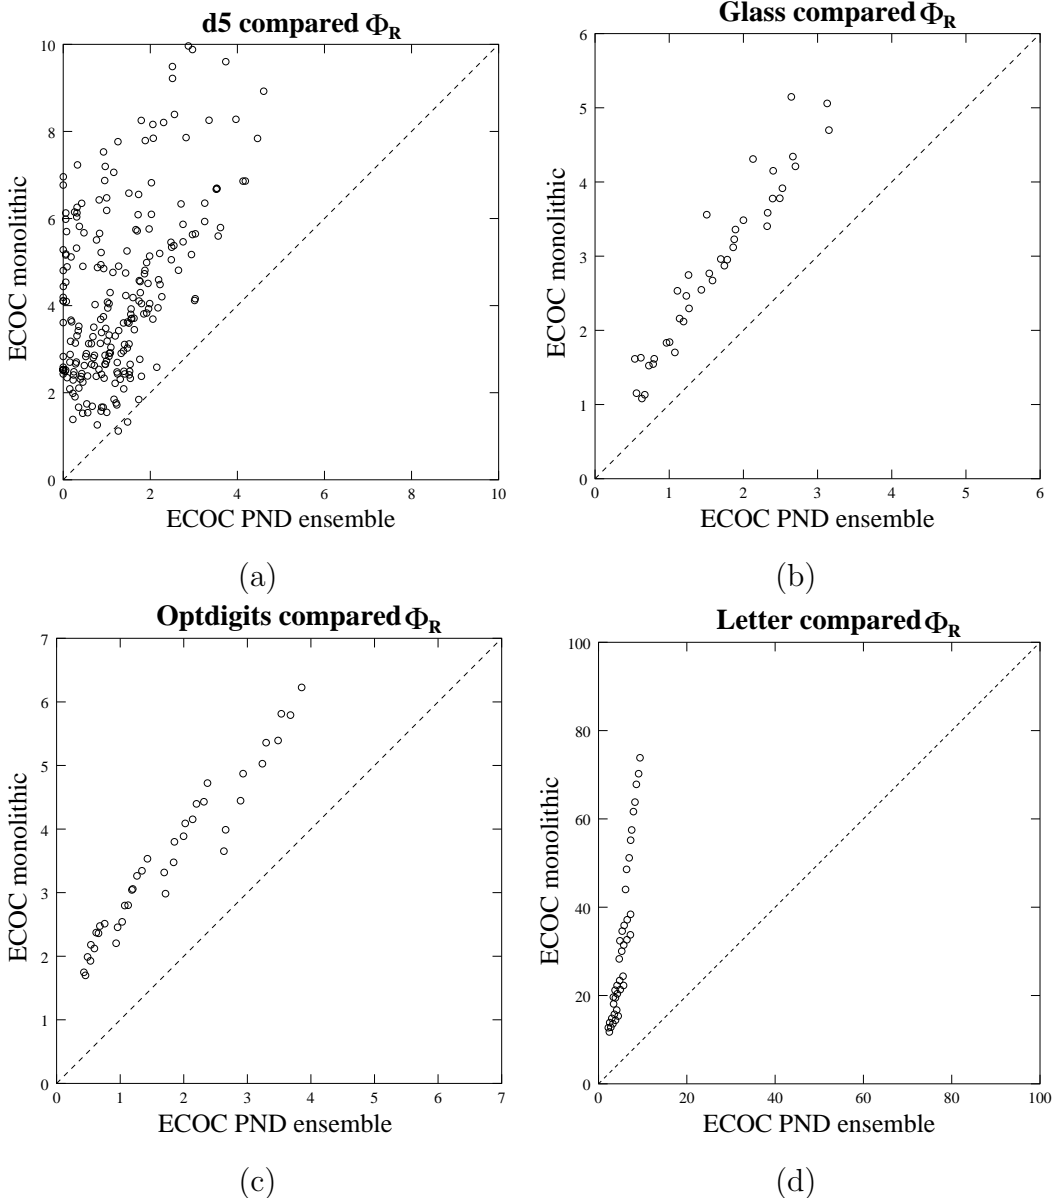 d5 compared Φ_R
10
8
6
4
2
0
ECOC monolithic
0 2 4 6 8 10
ECOC PND ensemble
(a)
Glass compared Φ_R
6
5
4
3
2
1
0
ECOC monolithic
0 1 2 3 4 5 6
ECOC PND ensemble
(b)
Optdigits compared Φ_R
7
6
5
4
3
2
1
0
ECOC monolithic
0 1 2 3 4 5 6 7
ECOC PND ensemble
(c)
Letter compared Φ_R
100
80
60
40
20
0
ECOC monolithic
0 20 40 60 80 100
ECOC PND ensemble
(d)